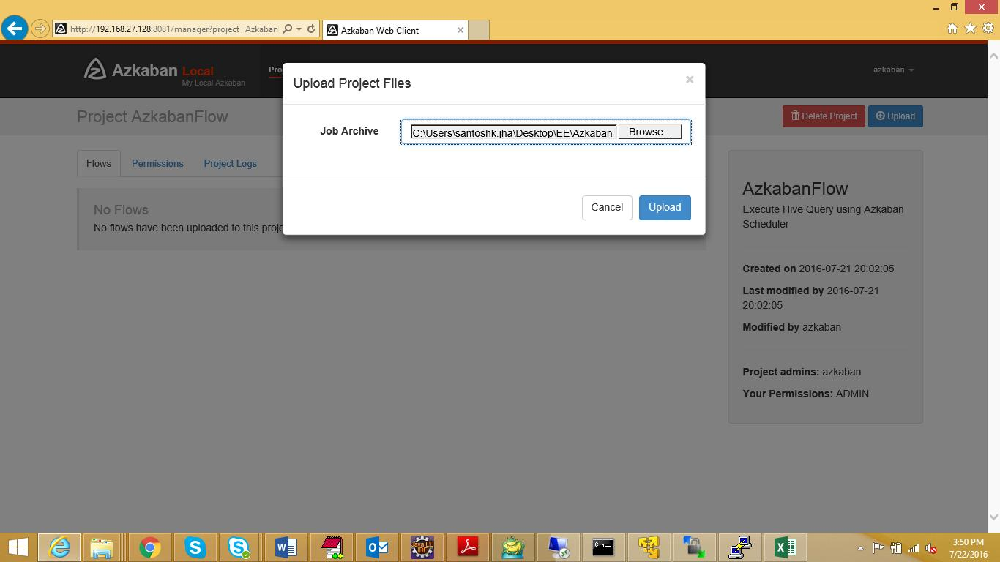 http://192.168.27.128:8081/manager?project=Azkaban
Azkaban Web Client
Azkaban Local
My Local Azkaban
Pro
azkaban
Upload Project Files
Project AzkabanFlow
Delete Project
Upload
Job Archive
C:\Users\santoshk.jha\Desktop\EE\Azkaban
Browse...
Flows
Permissions
Project Logs
Cancel
Upload
No Flows
No flows have been uploaded to this proje
AzkabanFlow
Execute Hive Query using Azkaban
Scheduler
Created on 2016-07-21 20:02:05
Last modified by 2016-07-21
20:02:05
Modified by azkaban
Project admins: azkaban
Your Permissions: ADMIN
Java EE
IDE
C:\_
3:50 PM
7/22/2016